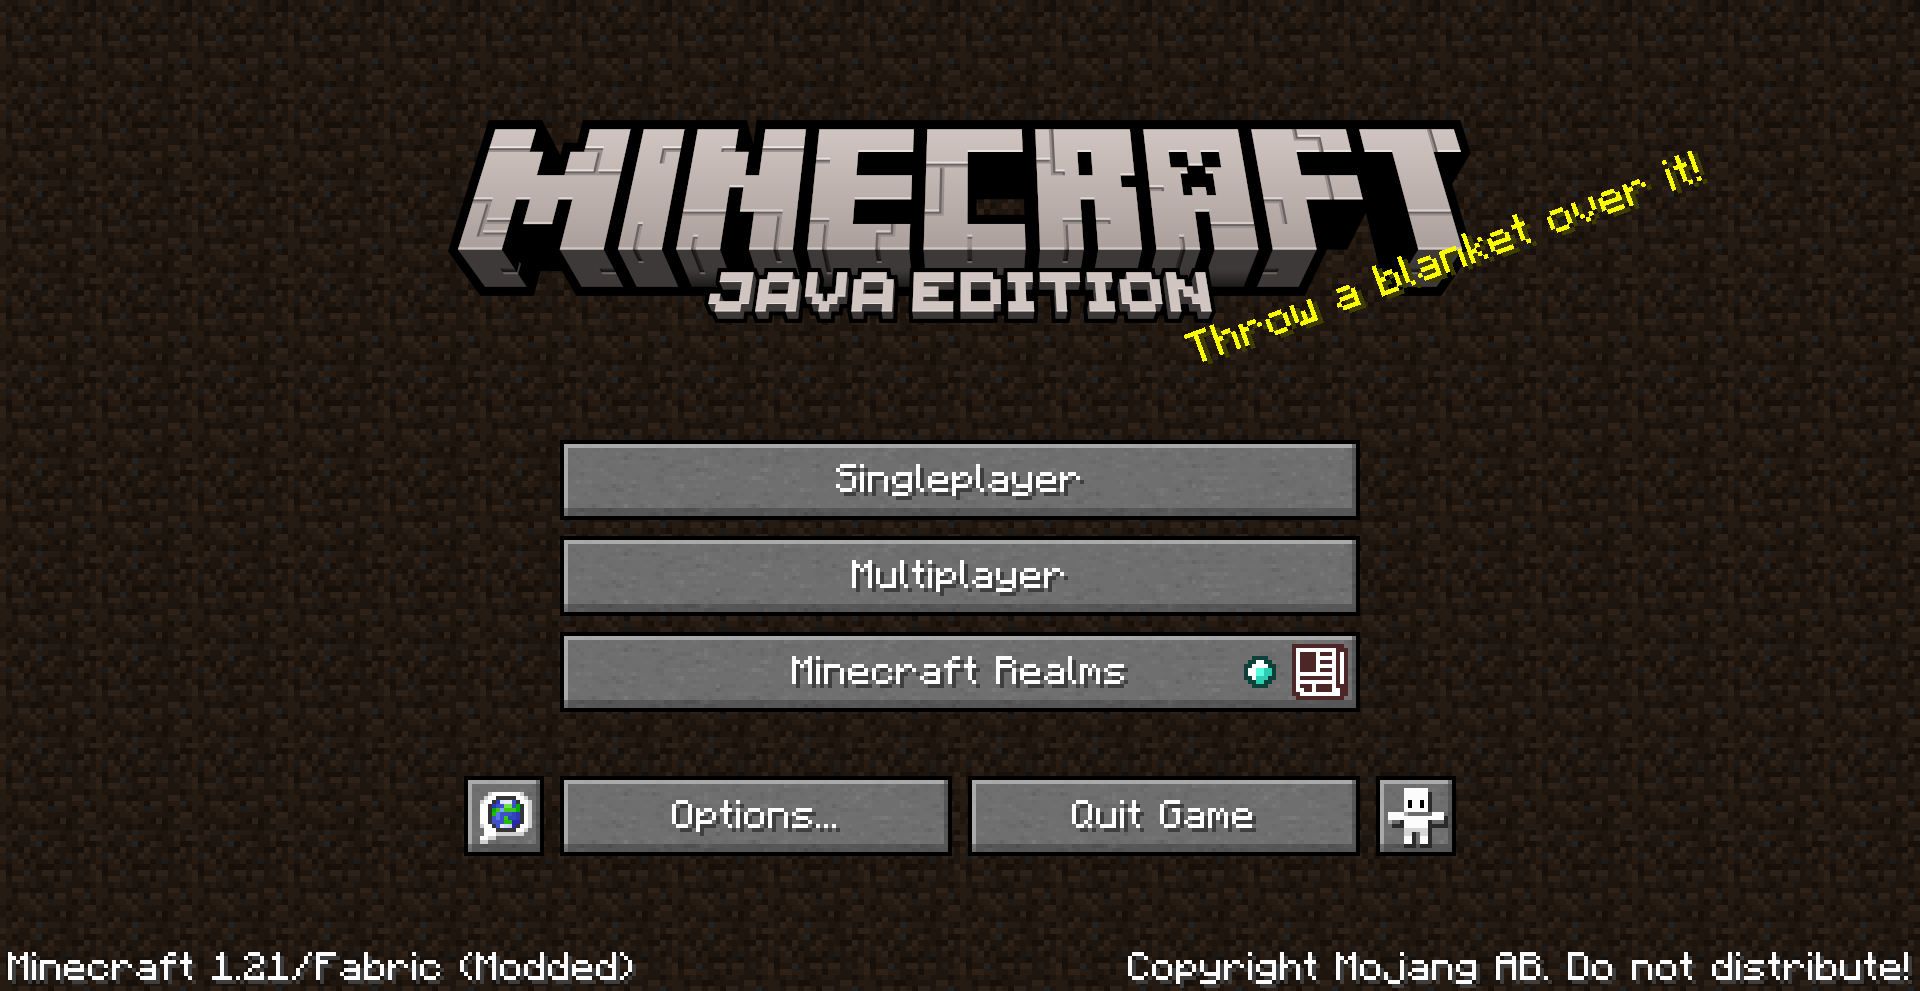 MINECRAFT
JAVA EDITION
Throw a blanket over it!
Singleplayer
Multiplayer
Minecraft Realms
Options...
Quit Game
Minecraft 1.21/Fabric (Modded)
Copyright Mojang AB. Do not distribute!